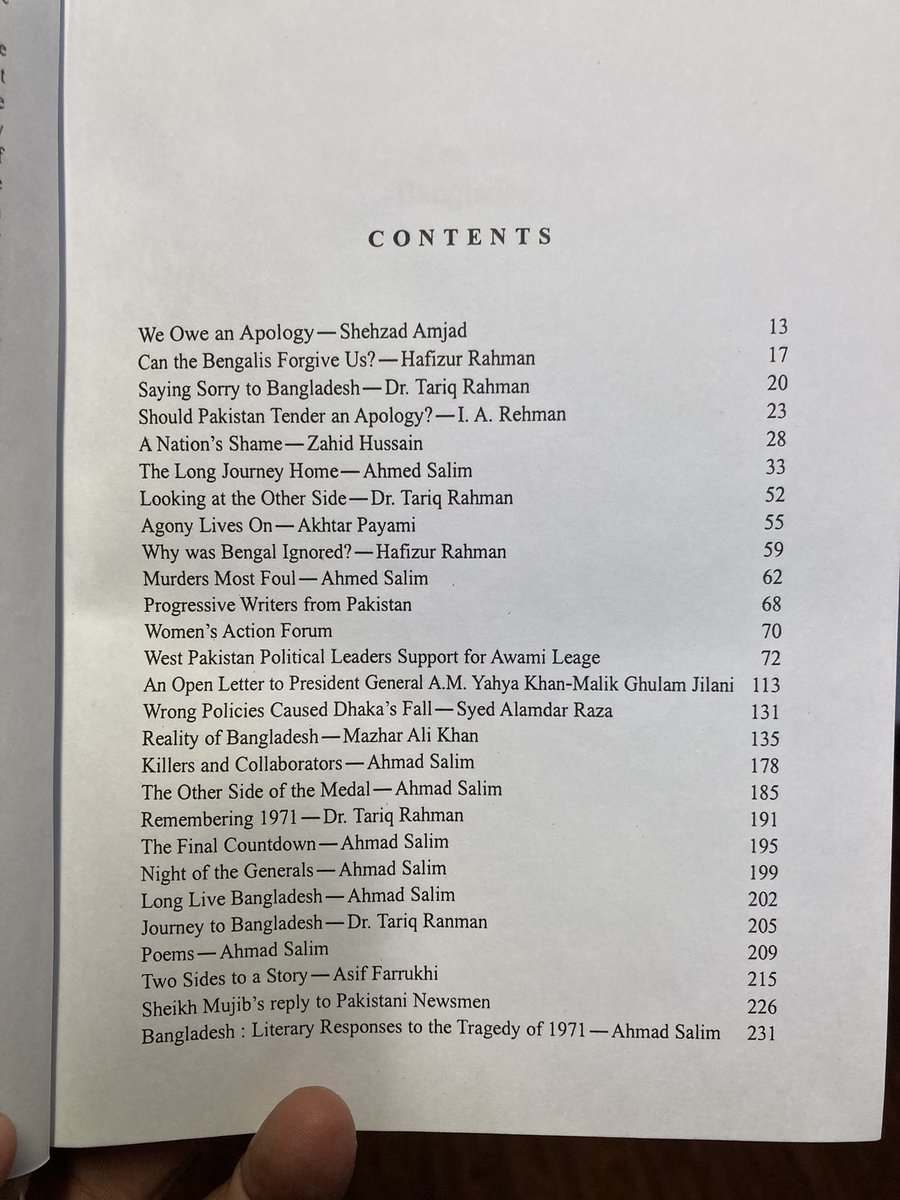 CONTENTS
We Owe an Apology—Shehzad Amjad 13
Can the Bengalis Forgive Us?—Hafizur Rahman 17
Saying Sorry to Bangladesh—Dr. Tariq Rahman 20
Should Pakistan Tender an Apology?—I. A. Rehman 23
A Nation's Shame—Zahid Hussain 28
The Long Journey Home—Ahmed Salim 33
Looking at the Other Side—Dr. Tariq Rahman 52
Agony Lives On—Akhtar Payami 55
Why was Bengal Ignored?—Hafizur Rahman 59
Murders Most Foul—Ahmed Salim 62
Progressive Writers from Pakistan 68
Women's Action Forum 70
West Pakistan Political Leaders Support for Awami Leage 72
An Open Letter to President General A.M. Yahya Khan-Malik Ghulam Jilani 113
Wrong Policies Caused Dhaka's Fall—Syed Alamdar Raza 131
Reality of Bangladesh—Mazhar Ali Khan 135
Killers and Collaborators—Ahmad Salim 178
The Other Side of the Medal—Ahmad Salim 185
Remembering 1971—Dr. Tariq Rahman 191
The Final Countdown—Ahmad Salim 195
Night of the Generals—Ahmad Salim 199
Long Live Bangladesh—Ahmad Salim 202
Journey to Bangladesh—Dr. Tariq Ranman 205
Poems—Ahmad Salim 209
Two Sides to a Story—Asif Farrukhi 215
Sheikh Mujib's reply to Pakistani Newsmen 226
Bangladesh : Literary Responses to the Tragedy of 1971—Ahmad Salim 231